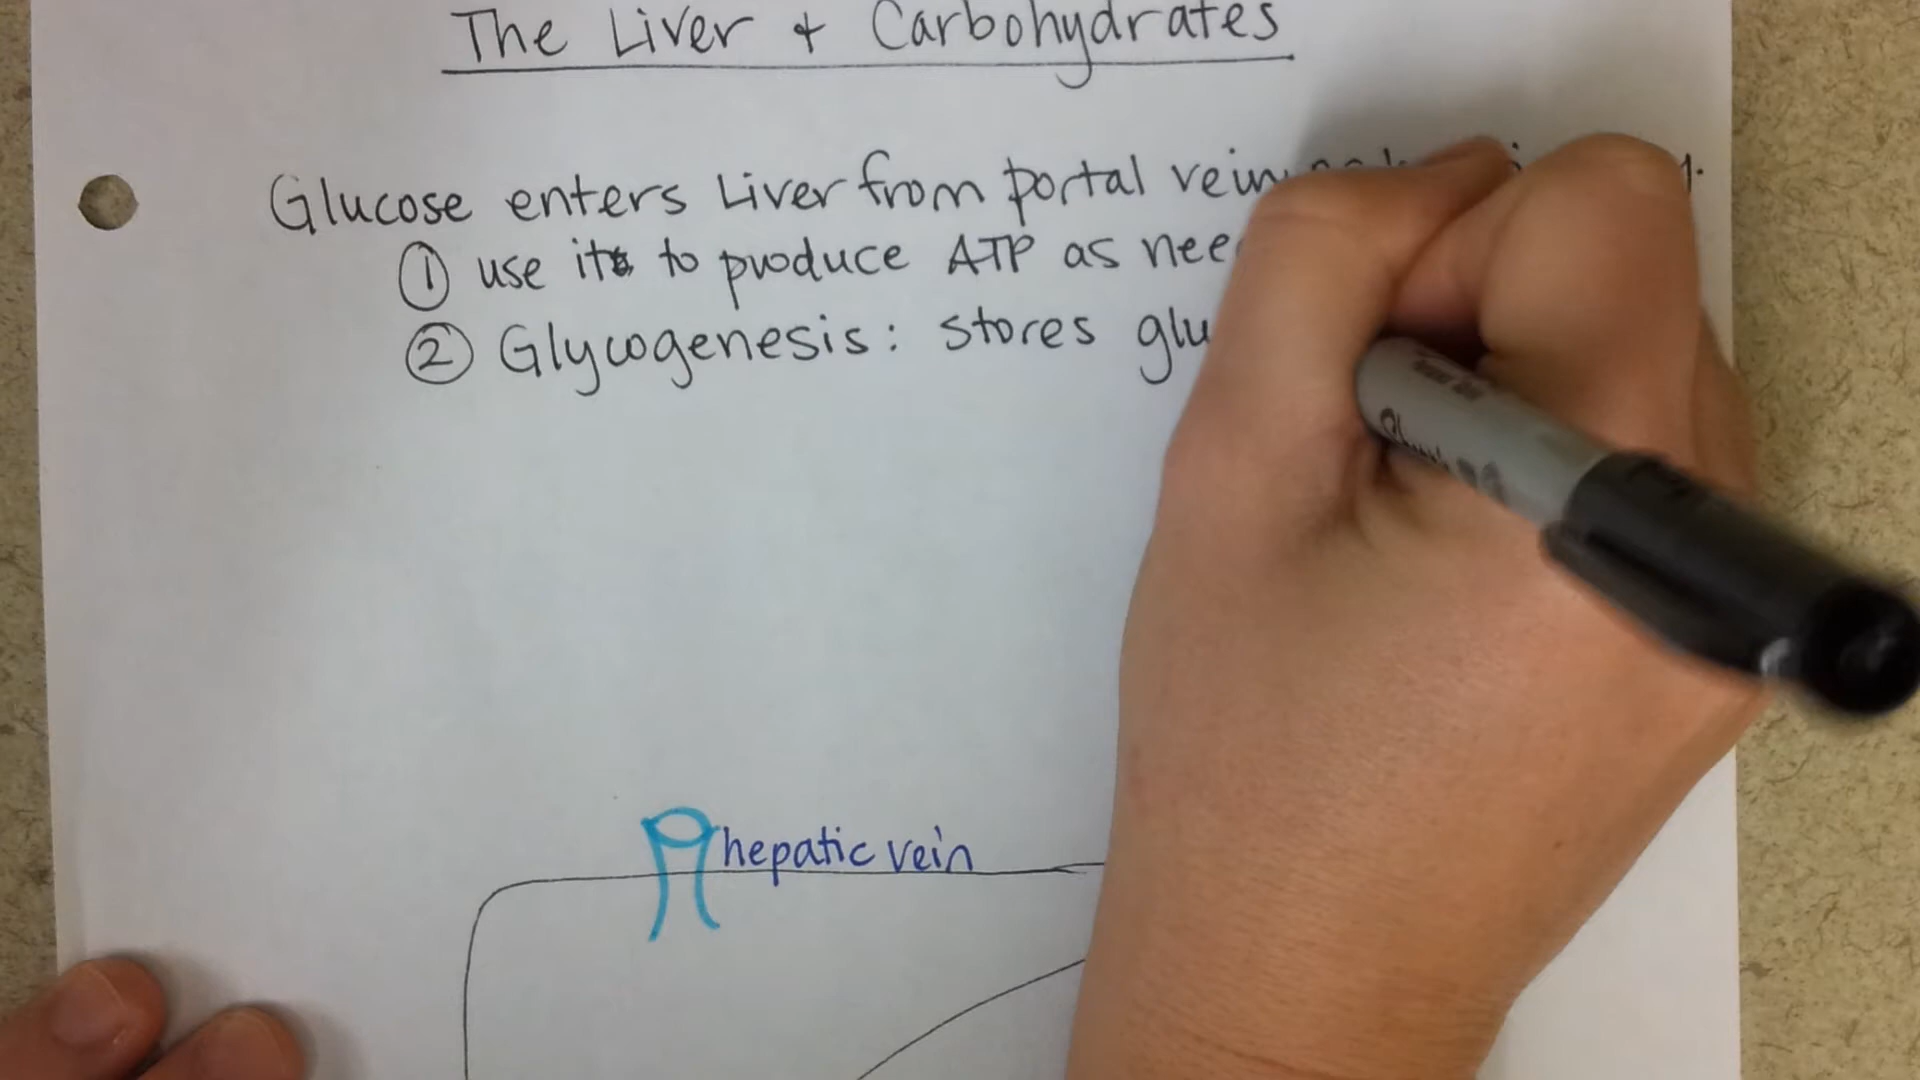 The Liver + Carbohydrates
Glucose enters Liver from portal vein
① use it to produce ATP as nee
② Glycogenesis: stores glu
hepatic vein